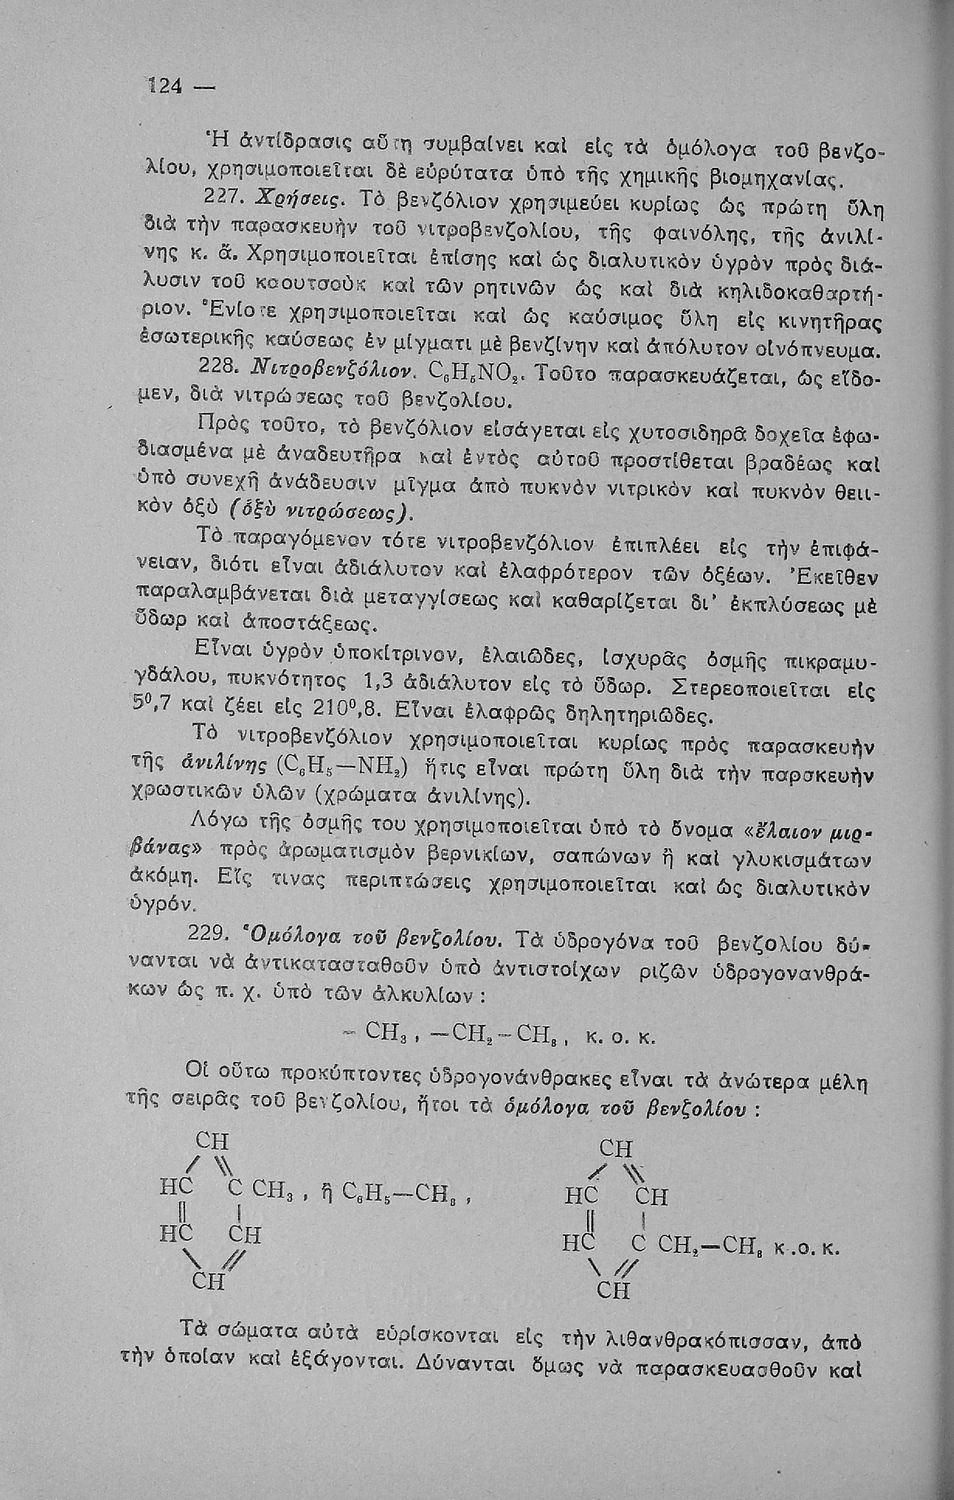 124 —
Ἡ ἀντίδρασις αὕτη συμβαίνει καὶ εἰς τὰ ὁμόλογα τοῦ βενζο-
λίου, χρησιμοποιεῖται δὲ εὐρύτατα ὑπὸ τῆς χημικῆς βιομηχανίας.
227. Χρήσεις. Τὸ βενζόλιον χρησιμεύει κυρίως ὡς πρώτη ὕλη
διὰ τὴν παρασκευὴν τοῦ νιτροβενζολίου, τῆς φαινόλης, τῆς ἀνιλί-
νης κ. ἄ. Χρησιμοποιεῖται ἐπίσης καὶ ὡς διαλυτικὸν ὑγρὸν πρὸς διά-
λυσιν τοῦ καουτσοὺκ καὶ τῶν ρητινῶν ὡς καὶ διὰ κηλιδοκαθαρτή-
ριον. Ἐνίοτε χρησιμοποιεῖται καὶ ὡς καύσιμος ὕλη εἰς κινητῆρας
ἐσωτερικῆς καύσεως ἐν μίγματι μὲ βενζίνην καὶ ἀπόλυτον οἰνόπνευμα.
228. Νιτροβενζόλιον. C₆H₅NO₂. Τοῦτο παρασκευάζεται, ὡς εἴδο-
μεν, διὰ νιτρώσεως τοῦ βενζολίου.
Πρὸς τοῦτο, τὸ βενζόλιον εἰσάγεται εἰς χυτοσιδηρᾶ δοχεῖα ἐφω-
διασμένα μὲ ἀναδευτῆρα καὶ ἐντὸς αὐτοῦ προστίθεται βραδέως καὶ
ὑπὸ συνεχῆ ἀνάδευσιν μῖγμα ἀπὸ πυκνὸν νιτρικὸν καὶ πυκνὸν θειι-
κὸν ὀξὺ (ὀξὺ νιτρώσεως).
Τὸ παραγόμενον τότε νιτροβενζόλιον ἐπιπλέει εἰς τὴν ἐπιφά-
νειαν, διότι εἶναι ἀδιάλυτον καὶ ἐλαφρότερον τῶν ὀξέων. Ἐκεῖθεν
παραλαμβάνεται διὰ μεταγγίσεως καὶ καθαρίζεται δι' ἐκπλύσεως μὲ
ὕδωρ καὶ ἀποστάξεως.
Εἶναι ὑγρὸν ὑποκίτρινον, ἐλαιῶδες, ἰσχυρᾶς ὀσμῆς πικραμυ-
γδάλου, πυκνότητος 1,3 ἀδιάλυτον εἰς τὸ ὕδωρ. Στερεοποιεῖται εἰς
5⁰,7 καὶ ζέει εἰς 210⁰,8. Εἶναι ἐλαφρῶς δηλητηριῶδες.
Τὸ νιτροβενζόλιον χρησιμοποιεῖται κυρίως πρὸς παρασκευὴν
τῆς ἀνιλίνης (C₆H₅—NH₂) ἥτις εἶναι πρώτη ὕλη διὰ τὴν παρσκευὴν
χρωστικῶν ὑλῶν (χρώματα ἀνιλίνης).
Λόγω τῆς ὀσμῆς του χρησιμοποιεῖται ὑπὸ τὸ ὄνομα «ἔλαιον μιρ-
βάνας» πρὸς ἀρωματισμὸν βερνικίων, σαπώνων ἢ καὶ γλυκισμάτων
ἀκόμη. Εἴς τινας περιπτώσεις χρησιμοποιεῖται καὶ ὡς διαλυτικὸν
ὑγρόν.
229. Ὁμόλογα τοῦ βενζολίου. Τὰ ὑδρογόνα τοῦ βενζολίου δύ-
νανται νὰ ἀντικατασταθοῦν ὑπὸ ἀντιστοίχων ριζῶν ὑδρογονανθρά-
κων ὡς π. χ. ὑπὸ τῶν ἀλκυλίων :
– CH₃ , —CH₂–CH₃ , κ. ο. κ.
Οἱ οὕτω προκύπτοντες ὑδρογονάνθρακες εἶναι τὰ ἀνώτερα μέλη
τῆς σειρᾶς τοῦ βενζολίου, ἤτοι τὰ ὁμόλογα τοῦ βενζολίου :
CH CH
HC C CH₃ , ἢ C₆H₅—CH₃ , HC CH
HC CH HC C CH₂—CH₃ κ.ο.κ.
CH CH
Τὰ σώματα αὐτὰ εὑρίσκονται εἰς τὴν λιθανθρακόπισσαν, ἀπὸ
τὴν ὁποίαν καὶ ἐξάγονται. Δύνανται ὅμως νὰ παρασκευασθοῦν καὶ